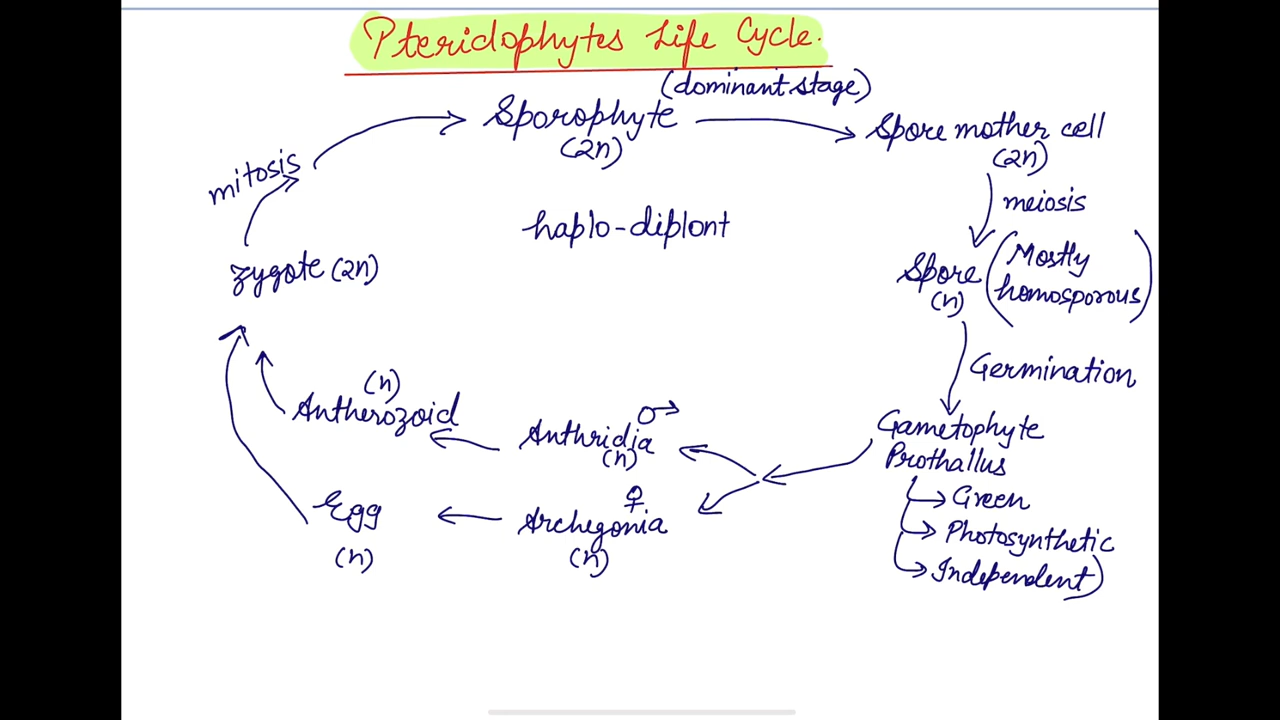 Pteridophytes Life Cycle.
(dominant stage)
Sporophyte
(2n)
Spore mother cell
(2n)
mitosis
meiosis
haplo-diplont
zygote (2n)
Spore (Mostly
homosporous)
(n)
Germination
(n)
Antherozoid
♂
Anthridia
(n)
Gametophyte
Prothallus
Green
Photosynthetic
Independent)
Egg
(n)
♀
Archegonia
(n)